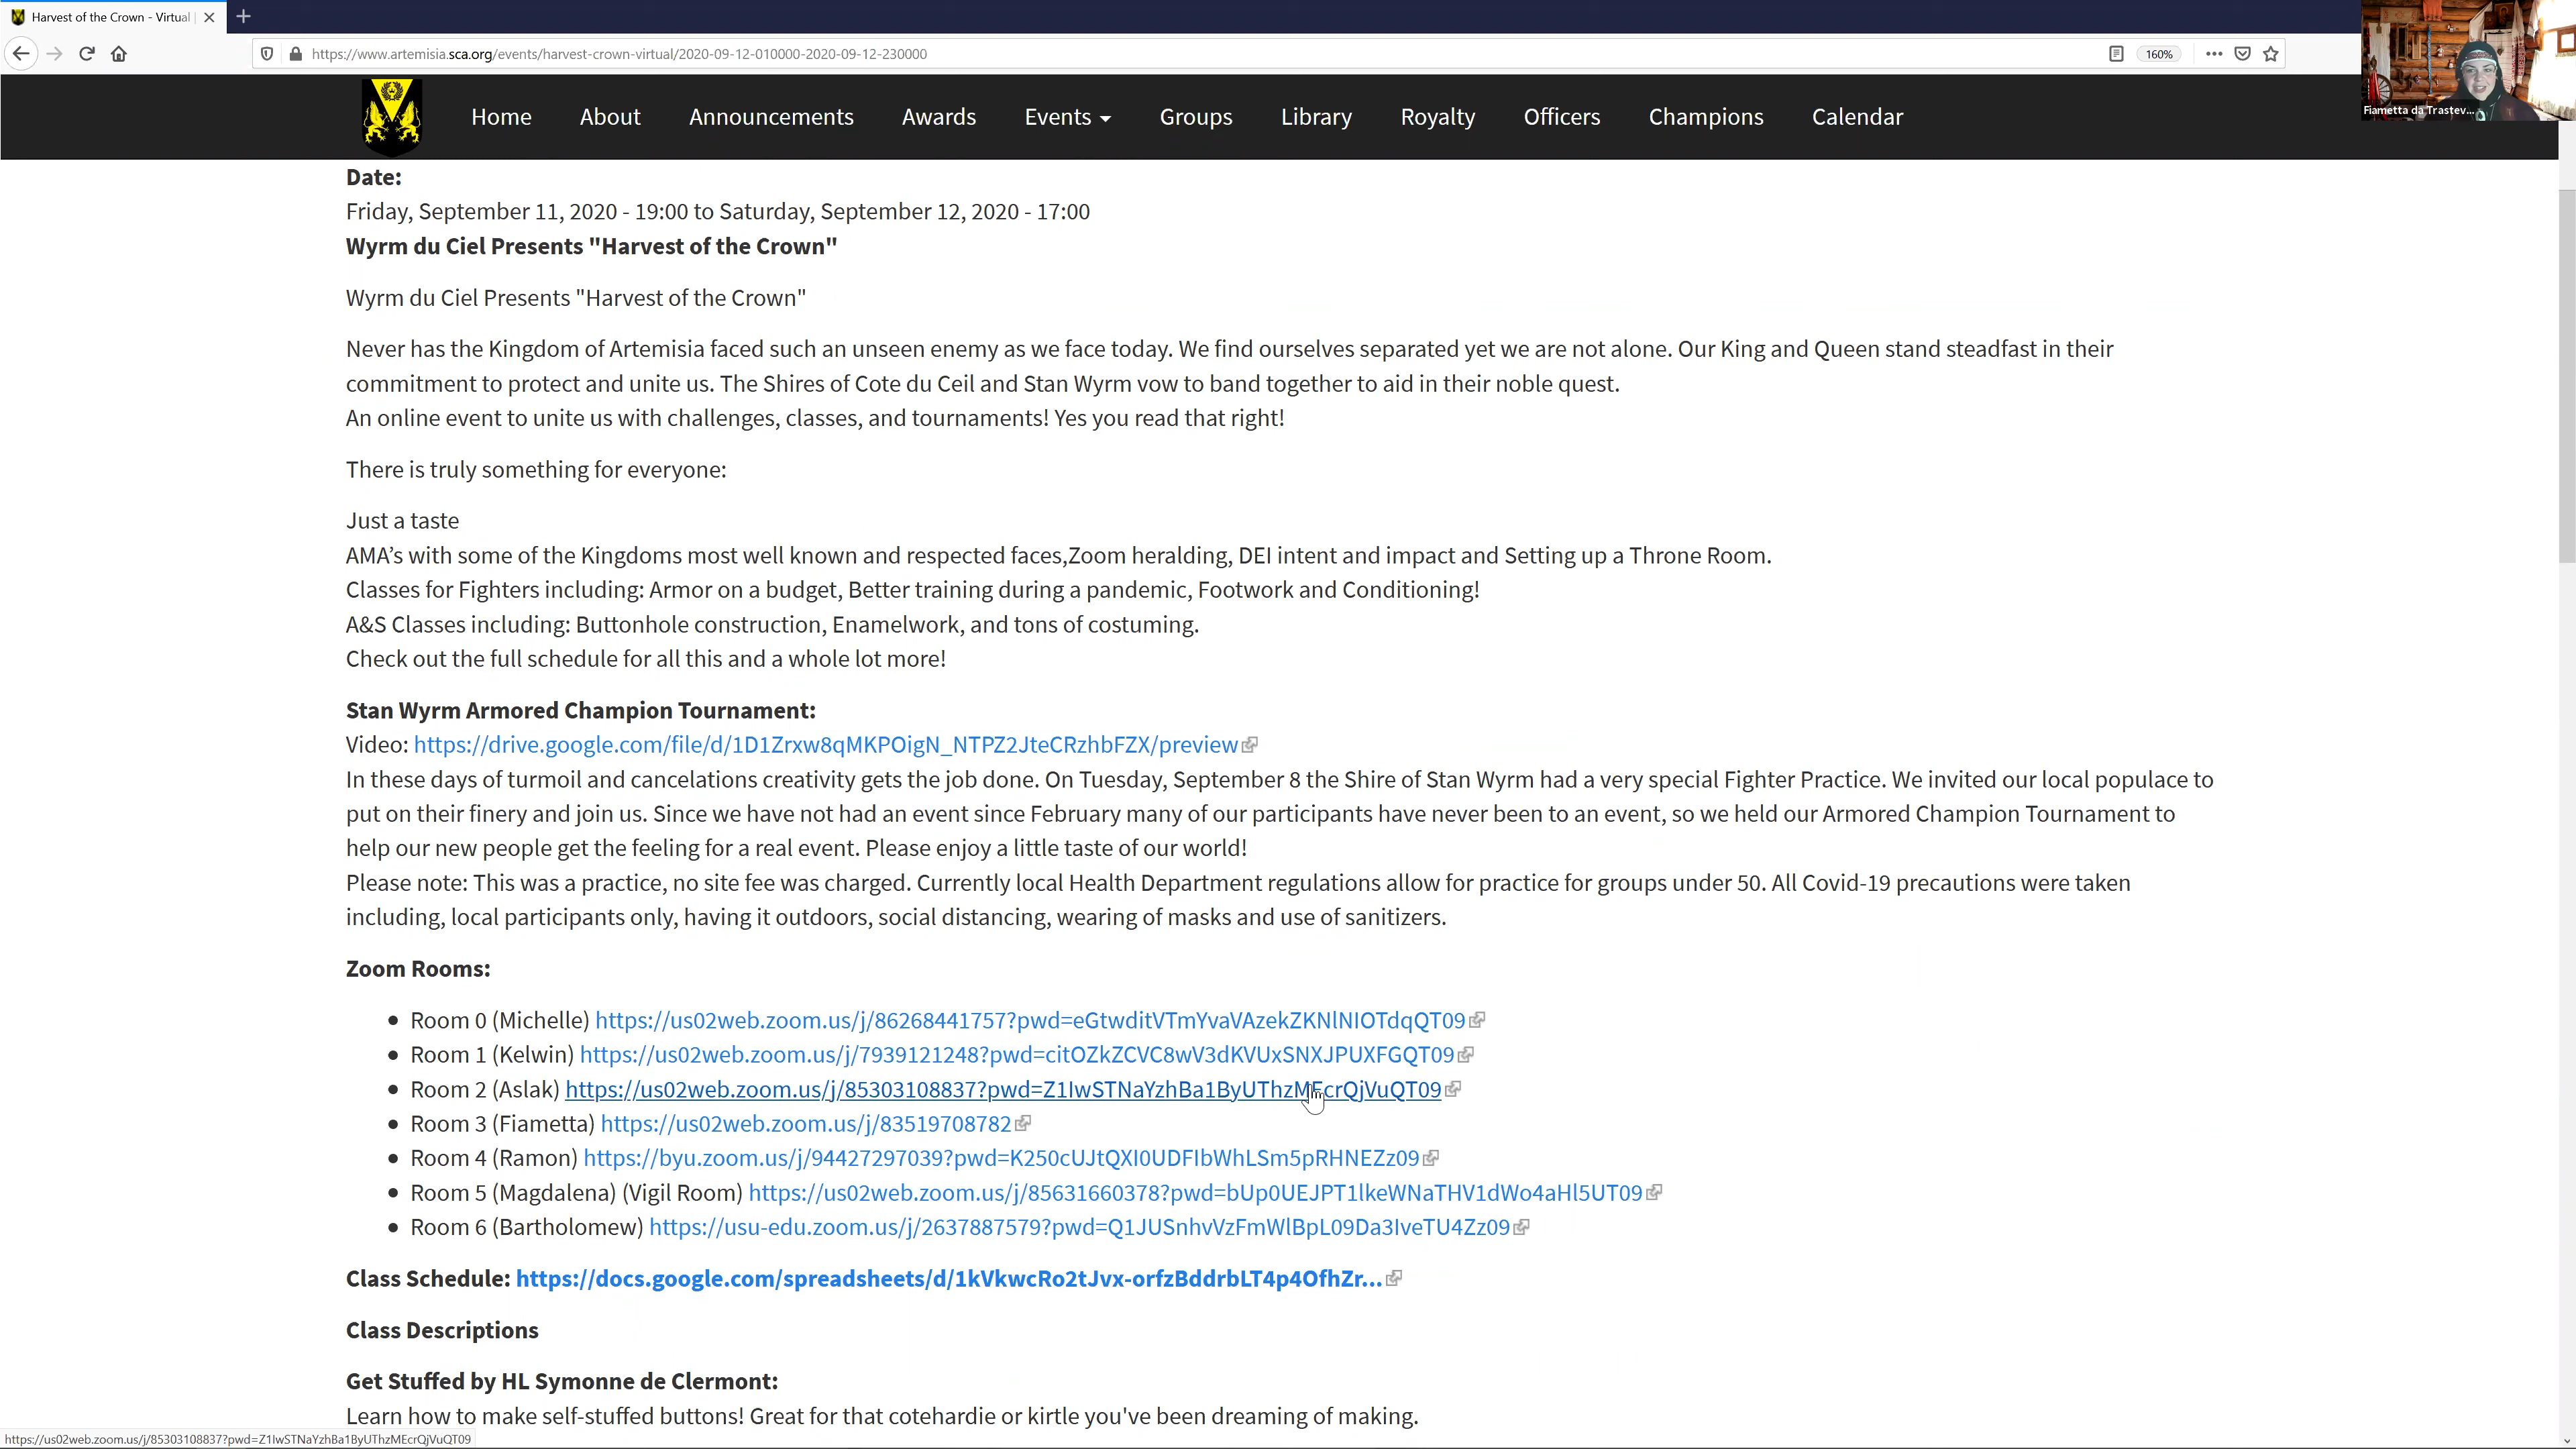 Harvest of the Crown - Virtual
https://www.artemisia.sca.org/events/harvest-crown-virtual/2020-09-12-010000-2020-09-12-230000
160%
Fiametta da Trastev...
Home About Announcements Awards Events Groups Library Royalty Officers Champions Calendar
Date:
Friday, September 11, 2020 - 19:00 to Saturday, September 12, 2020 - 17:00
Wyrm du Ciel Presents "Harvest of the Crown"
Wyrm du Ciel Presents "Harvest of the Crown"
Never has the Kingdom of Artemisia faced such an unseen enemy as we face today. We find ourselves separated yet we are not alone. Our King and Queen stand steadfast in their
commitment to protect and unite us. The Shires of Cote du Ceil and Stan Wyrm vow to band together to aid in their noble quest.
An online event to unite us with challenges, classes, and tournaments! Yes you read that right!
There is truly something for everyone:
Just a taste
AMA’s with some of the Kingdoms most well known and respected faces,Zoom heralding, DEI intent and impact and Setting up a Throne Room.
Classes for Fighters including: Armor on a budget, Better training during a pandemic, Footwork and Conditioning!
A&S Classes including: Buttonhole construction, Enamelwork, and tons of costuming.
Check out the full schedule for all this and a whole lot more!
Stan Wyrm Armored Champion Tournament:
Video: https://drive.google.com/file/d/1D1Zrxw8qMKPOigN_NTPZ2JteCRzhbFZX/preview
In these days of turmoil and cancelations creativity gets the job done. On Tuesday, September 8 the Shire of Stan Wyrm had a very special Fighter Practice. We invited our local populace to
put on their finery and join us. Since we have not had an event since February many of our participants have never been to an event, so we held our Armored Champion Tournament to
help our new people get the feeling for a real event. Please enjoy a little taste of our world!
Please note: This was a practice, no site fee was charged. Currently local Health Department regulations allow for practice for groups under 50. All Covid-19 precautions were taken
including, local participants only, having it outdoors, social distancing, wearing of masks and use of sanitizers.
Zoom Rooms:
Room 0 (Michelle) https://us02web.zoom.us/j/86268441757?pwd=eGtwditVTmYvaVAzekZKNlNIOTdqQT09
Room 1 (Kelwin) https://us02web.zoom.us/j/7939121248?pwd=citOZkZCVC8wV3dKVUxSNXJPUXFGQT09
Room 2 (Aslak) https://us02web.zoom.us/j/85303108837?pwd=Z1IwSTNaYzhBa1ByUThzMEcrQjVuQT09
Room 3 (Fiametta) https://us02web.zoom.us/j/83519708782
Room 4 (Ramon) https://byu.zoom.us/j/94427297039?pwd=K250cUJtQXI0UDFIbWhLSm5pRHNEZz09
Room 5 (Magdalena) (Vigil Room) https://us02web.zoom.us/j/85631660378?pwd=bUp0UEJPT1lkeWNaTHV1dWo4aHl5UT09
Room 6 (Bartholomew) https://usu-edu.zoom.us/j/2637887579?pwd=Q1JUSnhvVzFmWlBpL09Da3IveTU4Zz09
Class Schedule: https://docs.google.com/spreadsheets/d/1kVkwcRo2tJvx-orfzBddrbLT4p4OfhZr...
Class Descriptions
Get Stuffed by HL Symonne de Clermont:
Learn how to make self-stuffed buttons! Great for that cotehardie or kirtle you've been dreaming of making.
https://us02web.zoom.us/j/85303108837?pwd=Z1IwSTNaYzhBa1ByUThzMEcrQjVuQT09